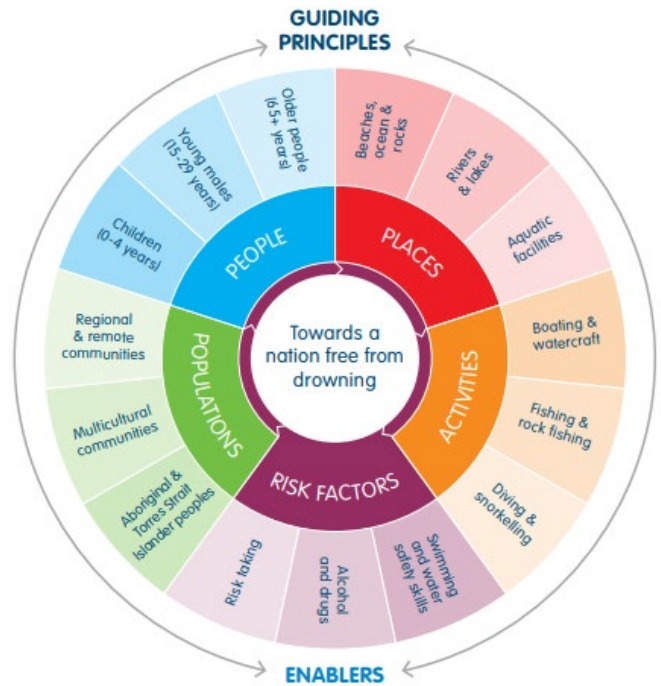 GUIDING
PRINCIPLES
Older people
(65+ years)
Beaches,
ocean &
rocks
Young males
(15-29 years)
Rivers
& lakes
Children
(0-4 years)
Aquatic
facilities
PEOPLE
PLACES
Regional
& remote
communities
Towards a
nation free from
drowning
Boating &
watercraft
POPULATIONS
ACTIVITIES
Multicultural
communities
Fishing &
rock fishing
Aboriginal &
Torres Strait
Islander peoples
RISK FACTORS
Diving &
snorkelling
Risk taking
Alcohol
and drugs
Swimming
and water
safety skills
ENABLERS